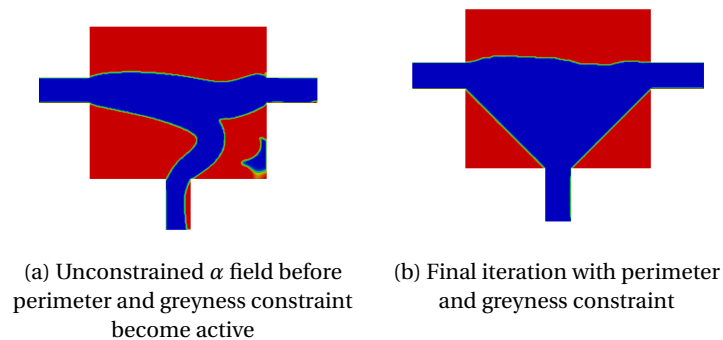 (a) Unconstrained α field before
perimeter and greyness constraint
become active
(b) Final iteration with perimeter
and greyness constraint